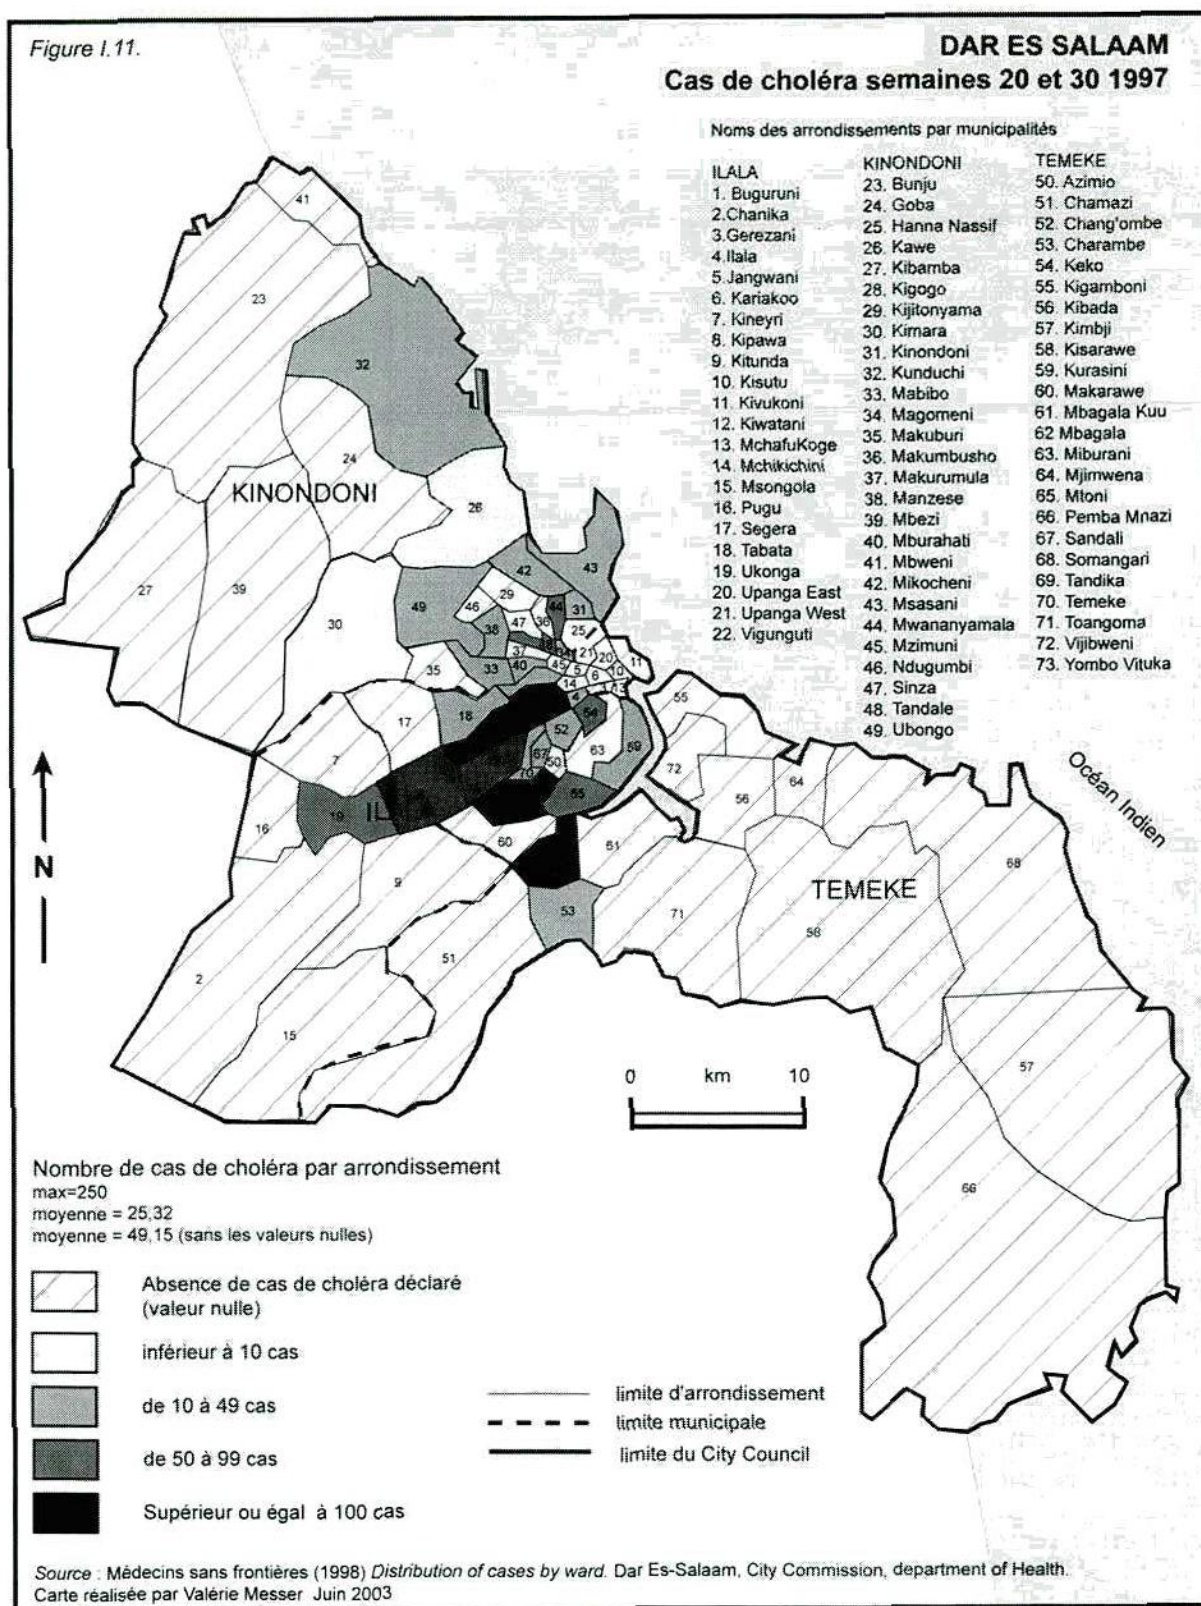 Figure I.11.
DAR ES SALAAM
Cas de choléra semaines 20 et 30 1997
Noms des arrondissements par municipalités
ILALA
1. Buguruni
2.Chanika
3.Gerezani
4.Ilala
5.Jangwani
6. Kariakoo
7. Kineyri
8. Kipawa
9. Kitunda
10. Kisutu
11. Kivukoni
12. Kiwatani
13. MchafuKoge
14. Mchikichini
15. Msongola
16. Pugu
17. Segera
18. Tabata
19. Ukonga
20. Upanga East
21. Upanga West
22. Vigunguti
KINONDONI
23. Bunju
24. Goba
25. Hanna Nassif
26. Kawe
27. Kibamba
28. Kigogo
29. Kijitonyama
30. Kimara
31. Kinondoni
32. Kunduchi
33. Mabibo
34. Magomeni
35. Makuburi
36. Makumbusho
37. Makurumula
38. Manzese
39. Mbezi
40. Mburahati
41. Mbweni
42. Mikocheni
43. Msasani
44. Mwananyamala
45. Mzimuni
46. Ndugumbi
47. Sinza
48. Tandale
49. Ubongo
TEMEKE
50. Azimio
51. Chamazi
52. Chang'ombe
53. Charambe
54. Keko
55. Kigamboni
56. Kibada
57. Kimbji
58. Kisarawe
59. Kurasini
60. Makarawe
61. Mbagala Kuu
62 Mbagala
63. Miburani
64. Mjimwena
65. Mtoni
66. Pemba Mnazi
67. Sandali
68. Somangari
69. Tandika
70. Temeke
71. Toangoma
72. Vijibweni
73. Yombo Vituka
41
23
32
24
KINONDONI
26
27
39
30
42
43
49
46
29
47
36
44
31
38
25
37
21
20
11
35
33
40
45
5
6
10
14
13
4
55
17
18
54
52
63
59
7
67
50
72
64
56
65
19
16
60
61
68
Océan Indien
N
9
53
71
TEMEKE
58
51
2
15
57
0 km 10
66
Nombre de cas de choléra par arrondissement
max=250
moyenne = 25,32
moyenne = 49,15 (sans les valeurs nulles)
Absence de cas de choléra déclaré
(valeur nulle)
inférieur à 10 cas
de 10 à 49 cas
de 50 à 99 cas
Supérieur ou égal à 100 cas
limite d'arrondissement
limite municipale
limite du City Council
Source : Médecins sans frontières (1998) Distribution of cases by ward. Dar Es-Salaam, City Commission, department of Health.
Carte réalisée par Valérie Messer Juin 2003